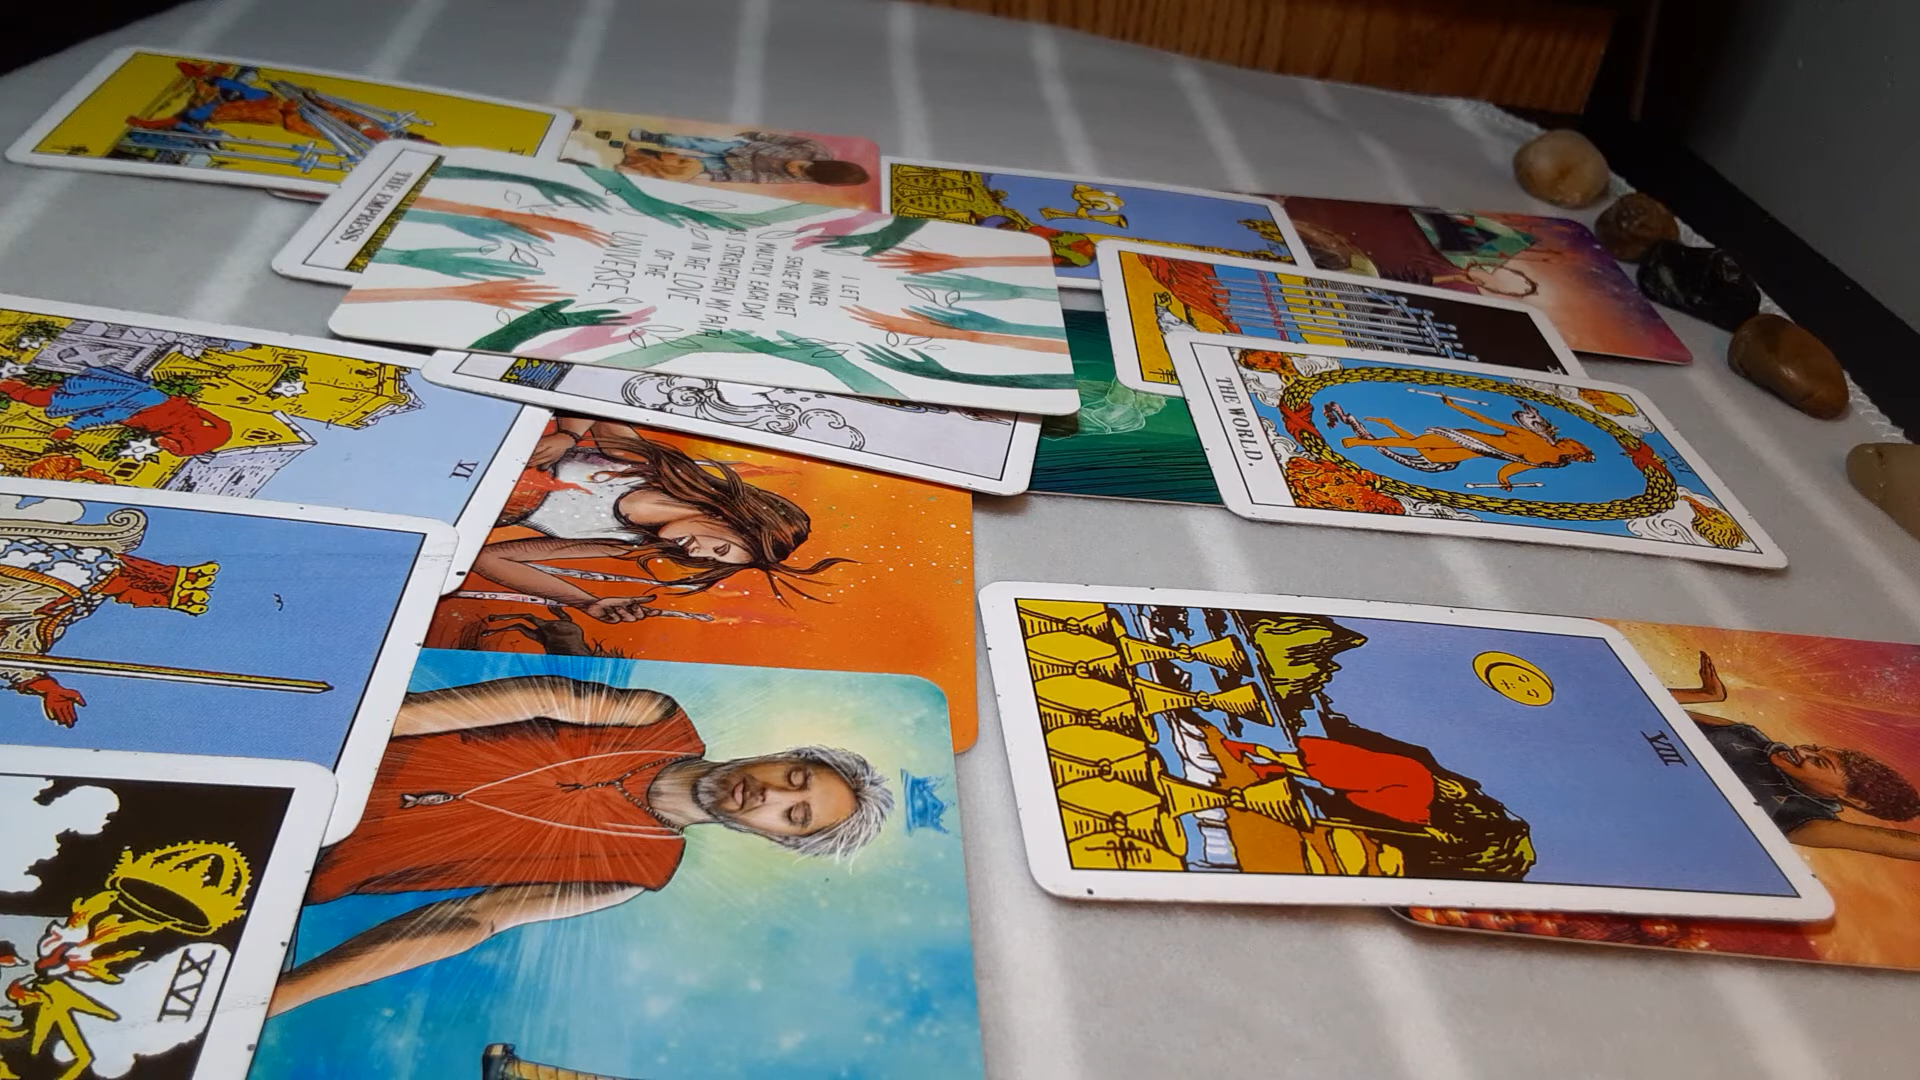 THE EMPRESS.
I LET
AN INNER
SENSE OF QUIET
MULTIPLY EACH DAY
AS I STRENGTHEN MY FAITH
IN THE LOVE
OF THE
UNIVERSE
THE WORLD.
XXI
VI
VIII
XVI